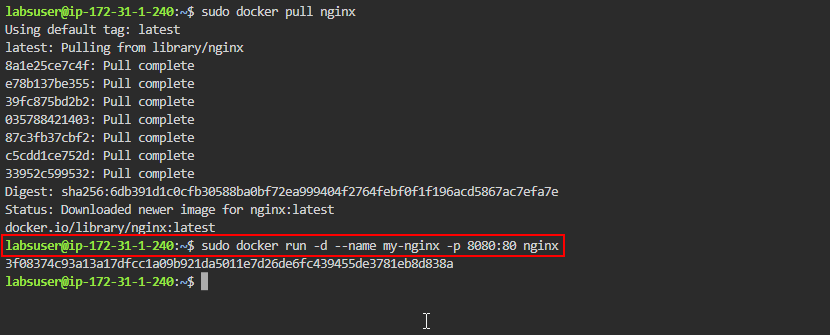 labsuser@ip-172-31-1-240:~$ sudo docker pull nginx
Using default tag: latest
latest: Pulling from library/nginx
8a1e25ce7c4f: Pull complete
e78b137be355: Pull complete
39fc875bd2b2: Pull complete
035788421403: Pull complete
87c3fb37cbf2: Pull complete
c5cdd1ce752d: Pull complete
33952c599532: Pull complete
Digest: sha256:6db391d1c0cfb30588ba0bf72ea999404f2764febf0f1f196acd5867ac7efa7e
Status: Downloaded newer image for nginx:latest
docker.io/library/nginx:latest
labsuser@ip-172-31-1-240:~$ sudo docker run -d --name my-nginx -p 8080:80 nginx
3f08374c93a13a17dfcc1a09b921da5011e7d26de6fc439455de3781eb8d838a
labsuser@ip-172-31-1-240:~$